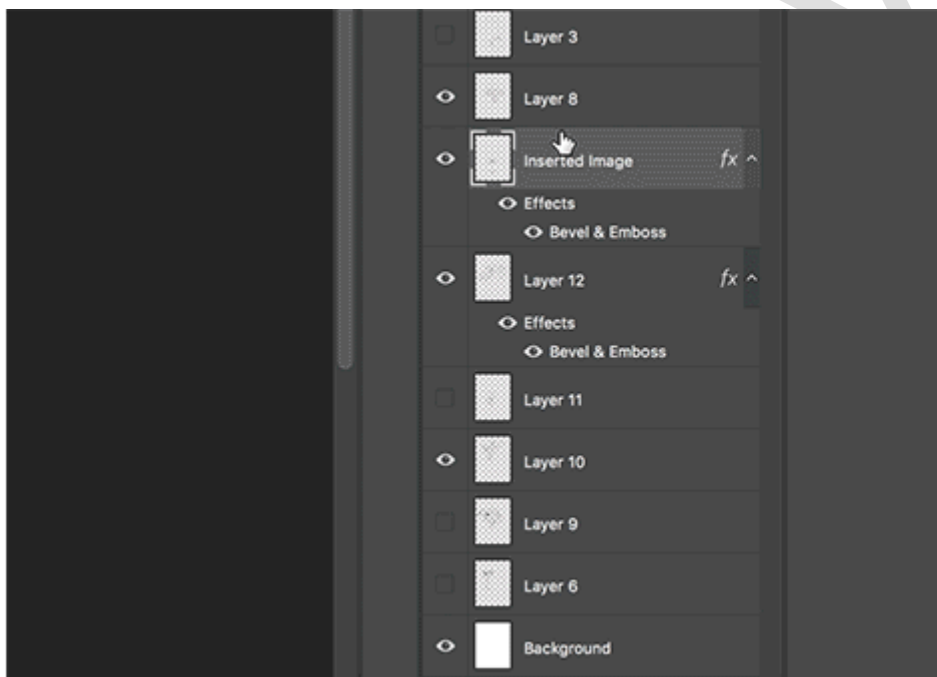 Layer 3
Layer 8
Inserted Image fx
Effects
Bevel & Emboss
Layer 12 fx
Effects
Bevel & Emboss
Layer 11
Layer 10
Layer 9
Layer 6
Background